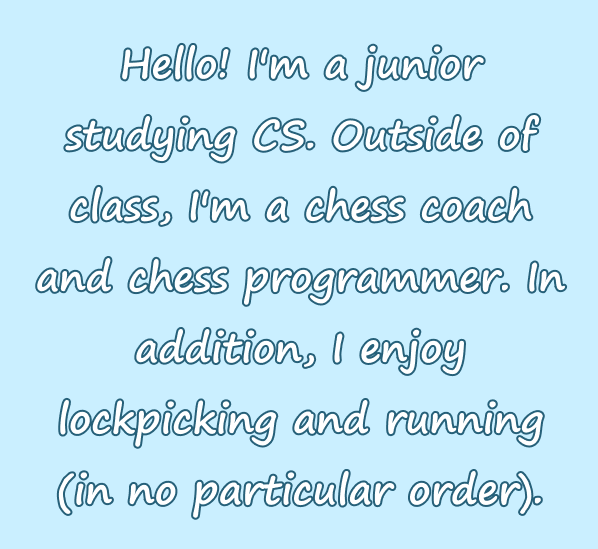 Hello! I'm a junior
studying CS. Outside of
class, I'm a chess coach
and chess programmer. In
addition, I enjoy
lockpicking and running
(in no particular order).